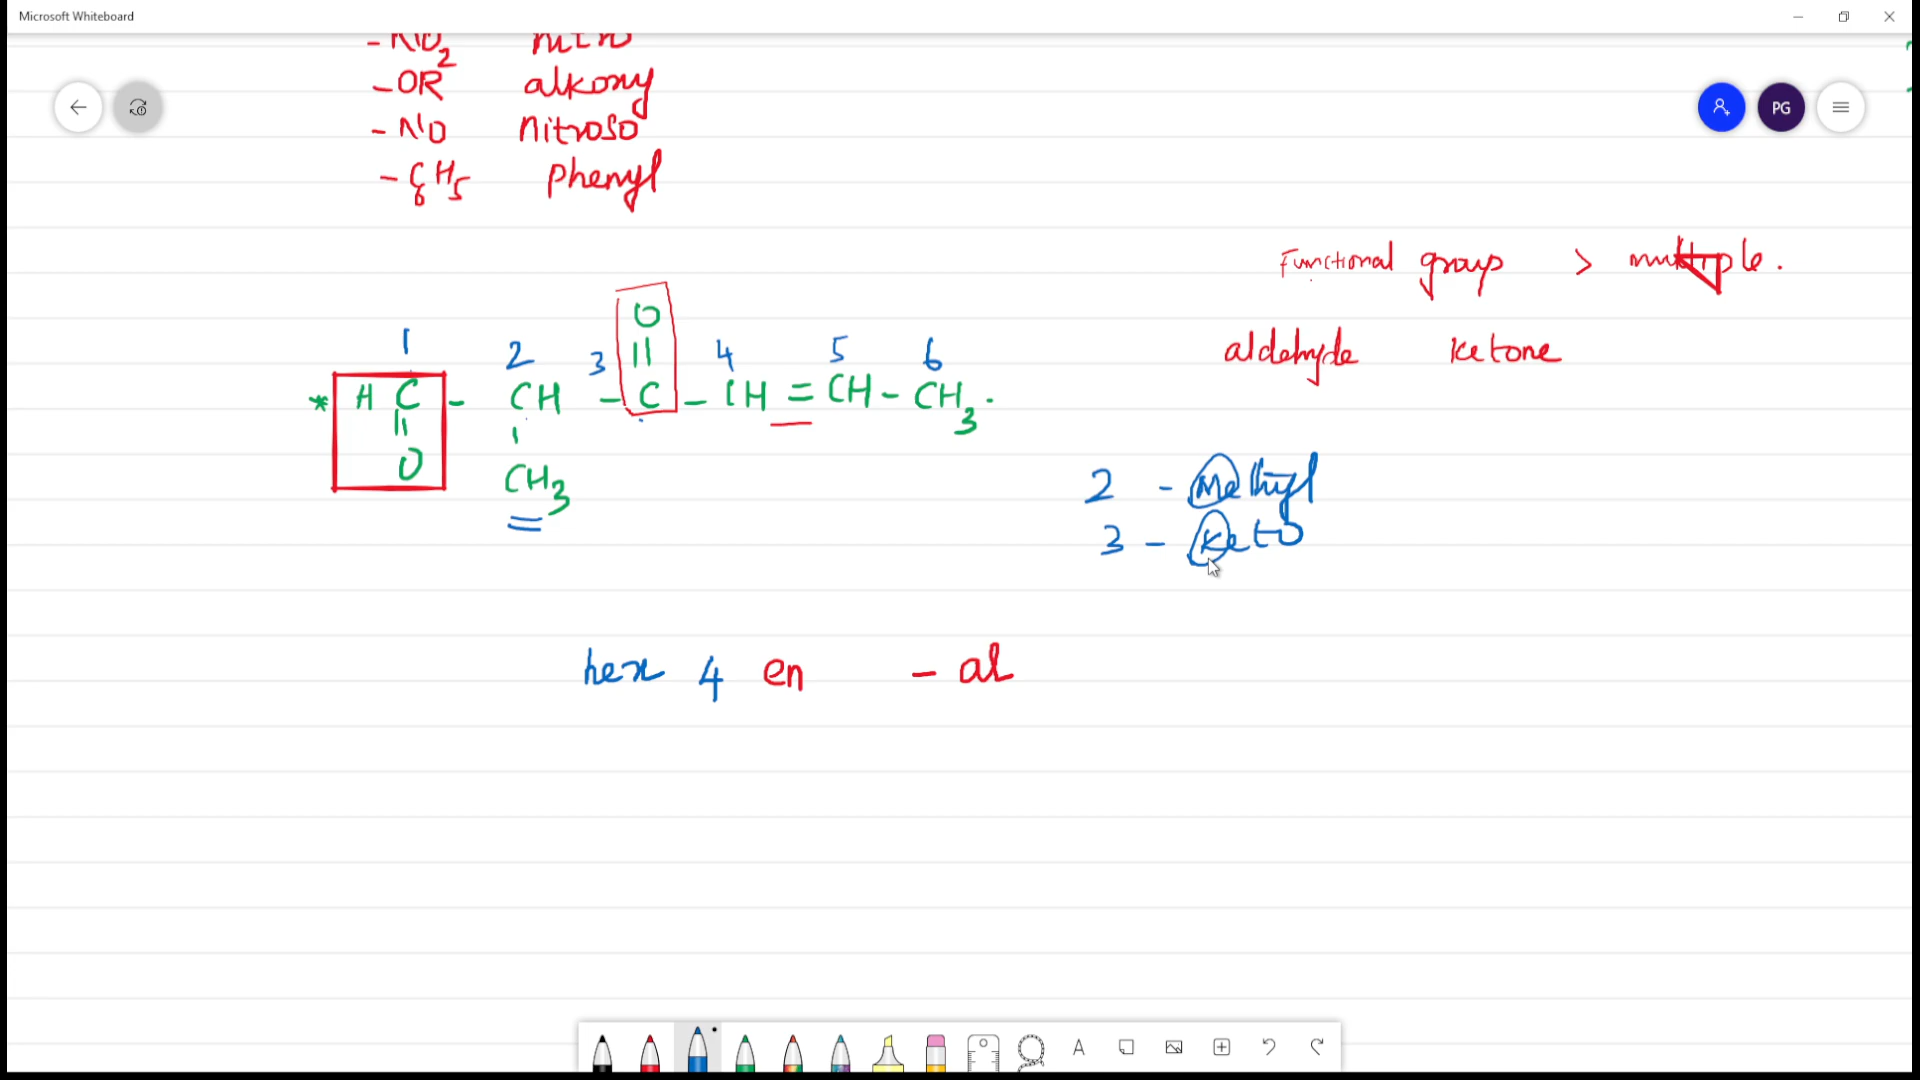 Microsoft Whiteboard
- NO2 nitro
- OR alkoxy
- NO nitroso
- C6H5 Phenyl
Functional group > multiple.
aldehyde ketone
O
1 2 3 || 4 5 6
* H C - CH - C - CH = CH - CH3.
|| |
O CH3
2 - Methyl
3 - Keto
hex 4 en - al
PG
A